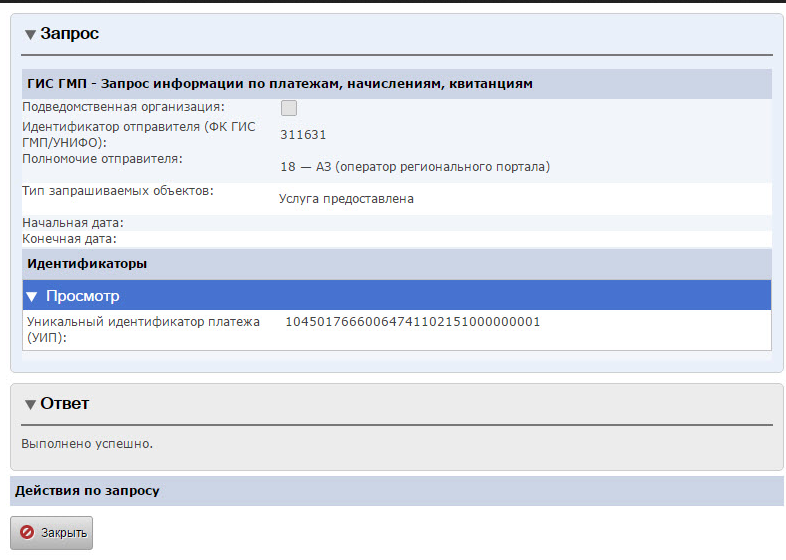 Запрос
ГИС ГМП - Запрос информации по платежам, начислениям, квитанциям
Подведомственная организация:
Идентификатор отправителя (ФК ГИС
ГМП/УНИФО):
311631
Полномочие отправителя:
18 — АЗ (оператор регионального портала)
Тип запрашиваемых объектов:
Услуга предоставлена
Начальная дата:
Конечная дата:
Идентификаторы
Просмотр
Уникальный идентификатор платежа
(УИП):
10450176660064741102151000000001
Ответ
Выполнено успешно.
Действия по запросу
Закрыть